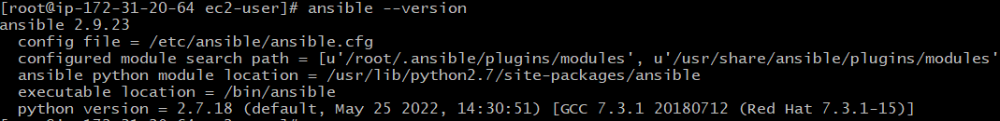 [root@ip-172-31-20-64 ec2-user]# ansible --version
ansible 2.9.23
  config file = /etc/ansible/ansible.cfg
  configured module search path = [u'/root/.ansible/plugins/modules', u'/usr/share/ansible/plugins/modules'
  ansible python module location = /usr/lib/python2.7/site-packages/ansible
  executable location = /bin/ansible
  python version = 2.7.18 (default, May 25 2022, 14:30:51) [GCC 7.3.1 20180712 (Red Hat 7.3.1-15)]